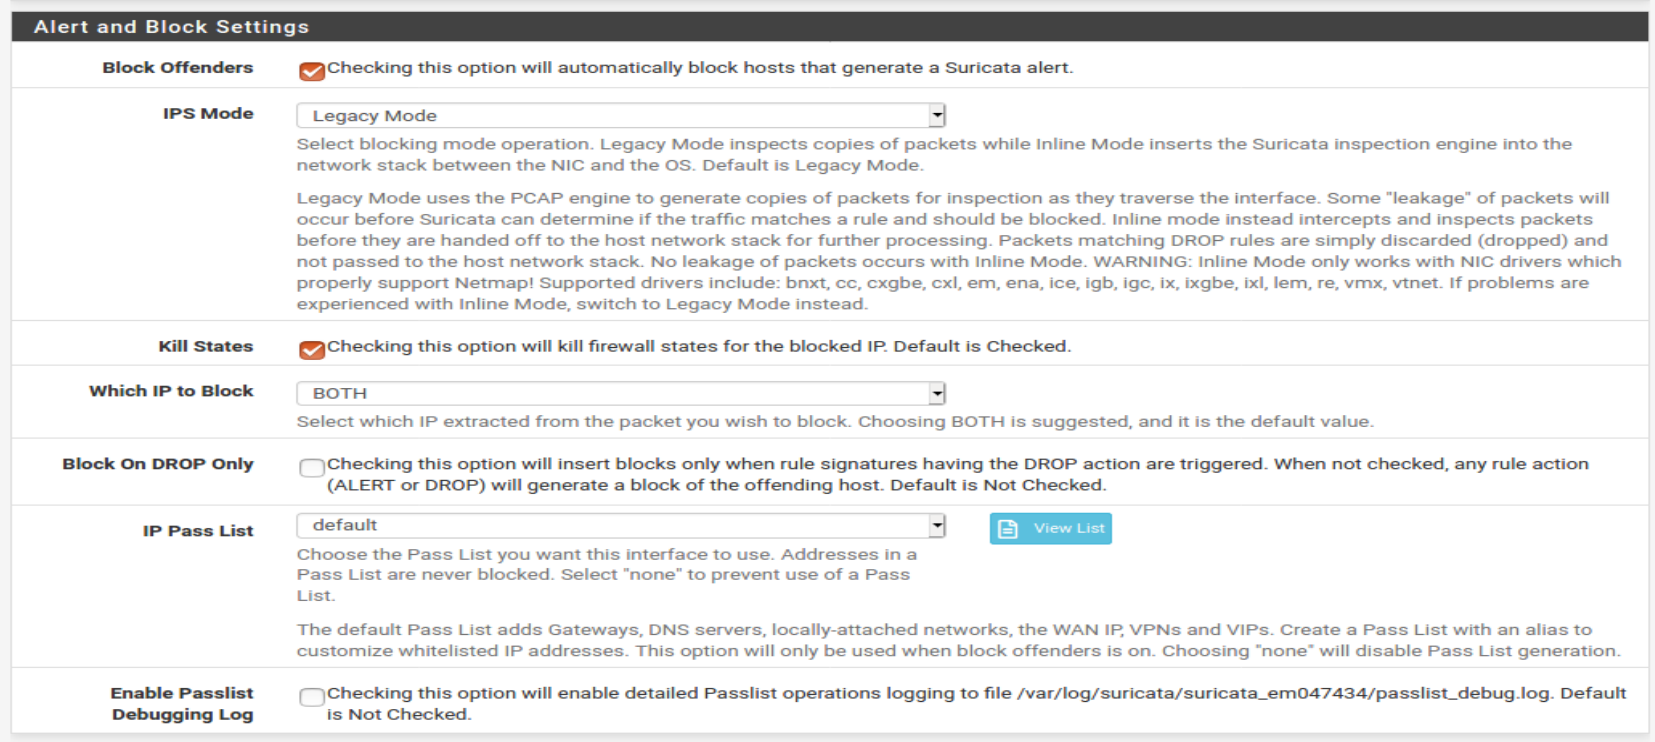 Alert and Block Settings
Block Offenders
Checking this option will automatically block hosts that generate a Suricata alert.
IPS Mode
Legacy Mode
Select blocking mode operation. Legacy Mode inspects copies of packets while Inline Mode inserts the Suricata inspection engine into the
network stack between the NIC and the OS. Default is Legacy Mode.
Legacy Mode uses the PCAP engine to generate copies of packets for inspection as they traverse the interface. Some "leakage" of packets will
occur before Suricata can determine if the traffic matches a rule and should be blocked. Inline mode instead intercepts and inspects packets
before they are handed off to the host network stack for further processing. Packets matching DROP rules are simply discarded (dropped) and
not passed to the host network stack. No leakage of packets occurs with Inline Mode. WARNING: Inline Mode only works with NIC drivers which
properly support Netmap! Supported drivers include: bnxt, cc, cxgbe, cxl, em, ena, ice, igb, igc, ix, ixgbe, ixl, lem, re, vmx, vtnet. If problems are
experienced with Inline Mode, switch to Legacy Mode instead.
Kill States
Checking this option will kill firewall states for the blocked IP. Default is Checked.
Which IP to Block
BOTH
Select which IP extracted from the packet you wish to block. Choosing BOTH is suggested, and it is the default value.
Block On DROP Only
Checking this option will insert blocks only when rule signatures having the DROP action are triggered. When not checked, any rule action
(ALERT or DROP) will generate a block of the offending host. Default is Not Checked.
IP Pass List
default
View List
Choose the Pass List you want this interface to use. Addresses in a
Pass List are never blocked. Select "none" to prevent use of a Pass
List.
The default Pass List adds Gateways, DNS servers, locally-attached networks, the WAN IP, VPNs and VIPs. Create a Pass List with an alias to
customize whitelisted IP addresses. This option will only be used when block offenders is on. Choosing "none" will disable Pass List generation.
Enable Passlist
Debugging Log
Checking this option will enable detailed Passlist operations logging to file /var/log/suricata/suricata_em047434/passlist_debug.log. Default
is Not Checked.